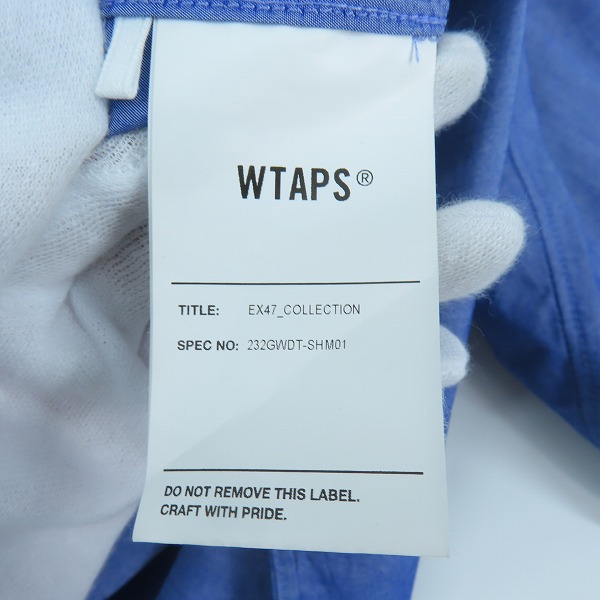 WTAPS®
TITLE: EX47_COLLECTION
SPEC NO: 232GWDT-SHM01
DO NOT REMOVE THIS LABEL.
CRAFT WITH PRIDE.